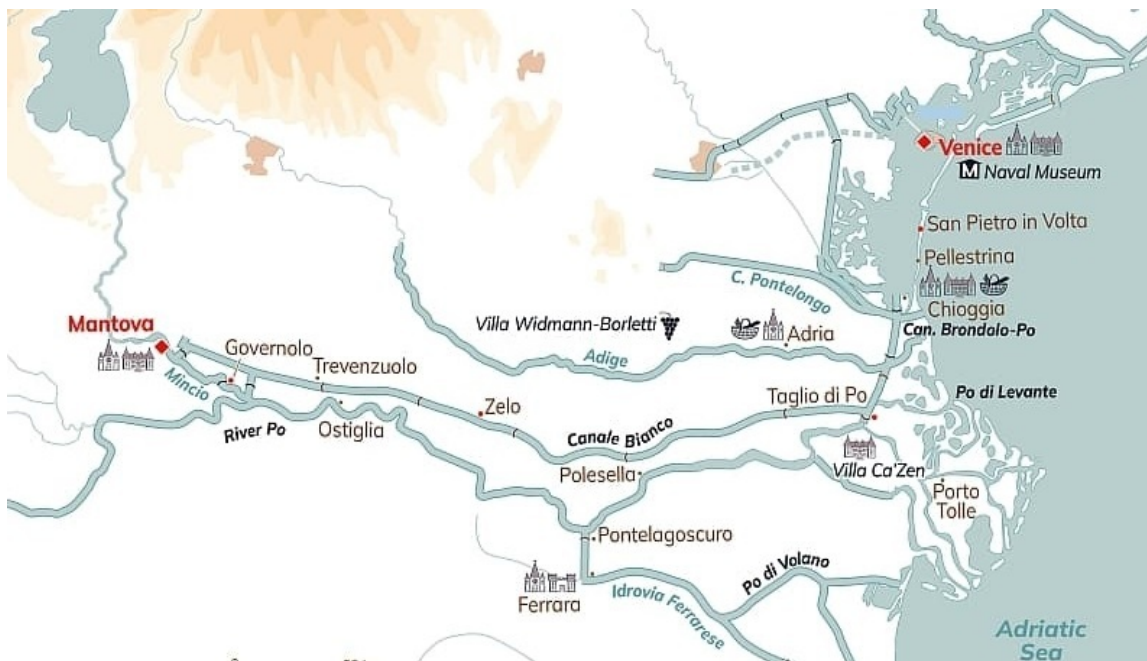 Venice
M Naval Museum
San Pietro in Volta
Pellestrina
C. Pontelongo
Chioggia
Mantova
Villa Widmann-Borletti
Adria
Can. Brondalo-Po
Governolo
Trevenzuolo
Adige
Mincio
Zelo
Taglio di Po
Po di Levante
River Po
Ostiglia
Canale Bianco
Polesella
Villa Ca'Zen
Porto
Tolle
Pontelagoscuro
Po di Volano
Ferrara
Idrovia Ferrarese
Adriatic
Sea